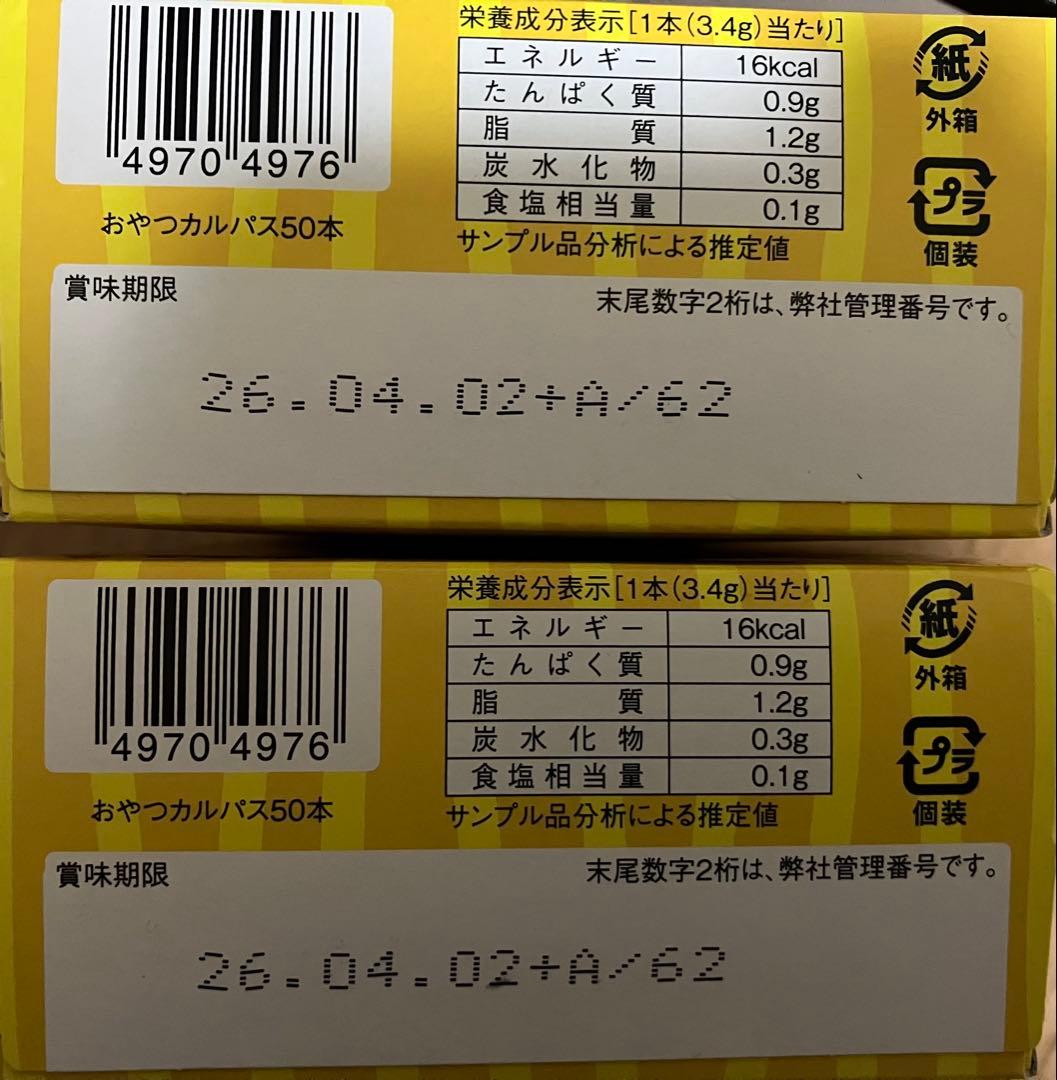 栄養成分表示[1本(3.4g)当たり]
エネルギー 16kcal
たんぱく質 0.9g
脂質 1.2g
炭水化物 0.3g
食塩相当量 0.1g
サンプル品分析による推定値
4970 4976
おやつカルパス50本
紙
外箱
プラ
個装
賞味期限
末尾数字2桁は、弊社管理番号です。
26.04.02+A/62
栄養成分表示[1本(3.4g)当たり]
エネルギー 16kcal
たんぱく質 0.9g
脂質 1.2g
炭水化物 0.3g
食塩相当量 0.1g
サンプル品分析による推定値
4970 4976
おやつカルパス50本
紙
外箱
プラ
個装
賞味期限
末尾数字2桁は、弊社管理番号です。
26.04.02+A/62